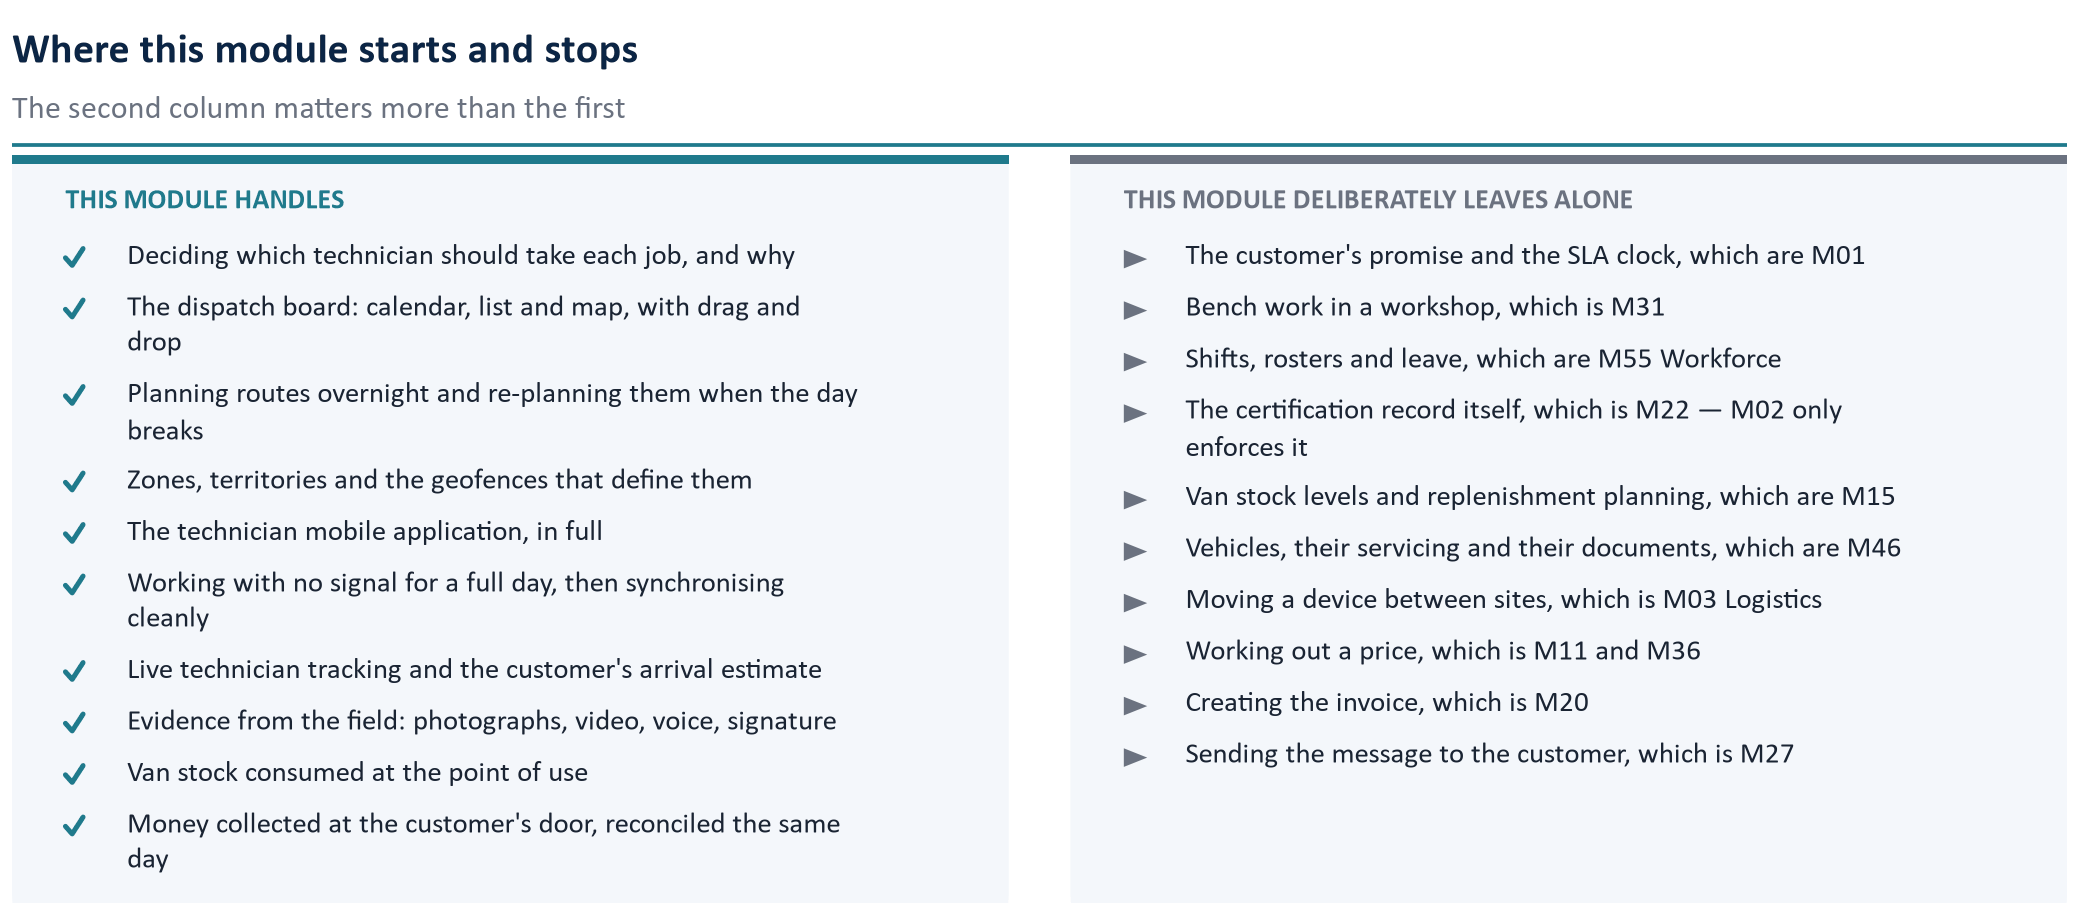 Where this module starts and stops
The second column matters more than the first
THIS MODULE HANDLES
Deciding which technician should take each job, and why
The dispatch board: calendar, list and map, with drag and
drop
Planning routes overnight and re-planning them when the day
breaks
Zones, territories and the geofences that define them
The technician mobile application, in full
Working with no signal for a full day, then synchronising
cleanly
Live technician tracking and the customer's arrival estimate
Evidence from the field: photographs, video, voice, signature
Van stock consumed at the point of use
Money collected at the customer's door, reconciled the same
day
THIS MODULE DELIBERATELY LEAVES ALONE
The customer's promise and the SLA clock, which are M01
Bench work in a workshop, which is M31
Shifts, rosters and leave, which are M55 Workforce
The certification record itself, which is M22 — M02 only
enforces it
Van stock levels and replenishment planning, which are M15
Vehicles, their servicing and their documents, which are M46
Moving a device between sites, which is M03 Logistics
Working out a price, which is M11 and M36
Creating the invoice, which is M20
Sending the message to the customer, which is M27